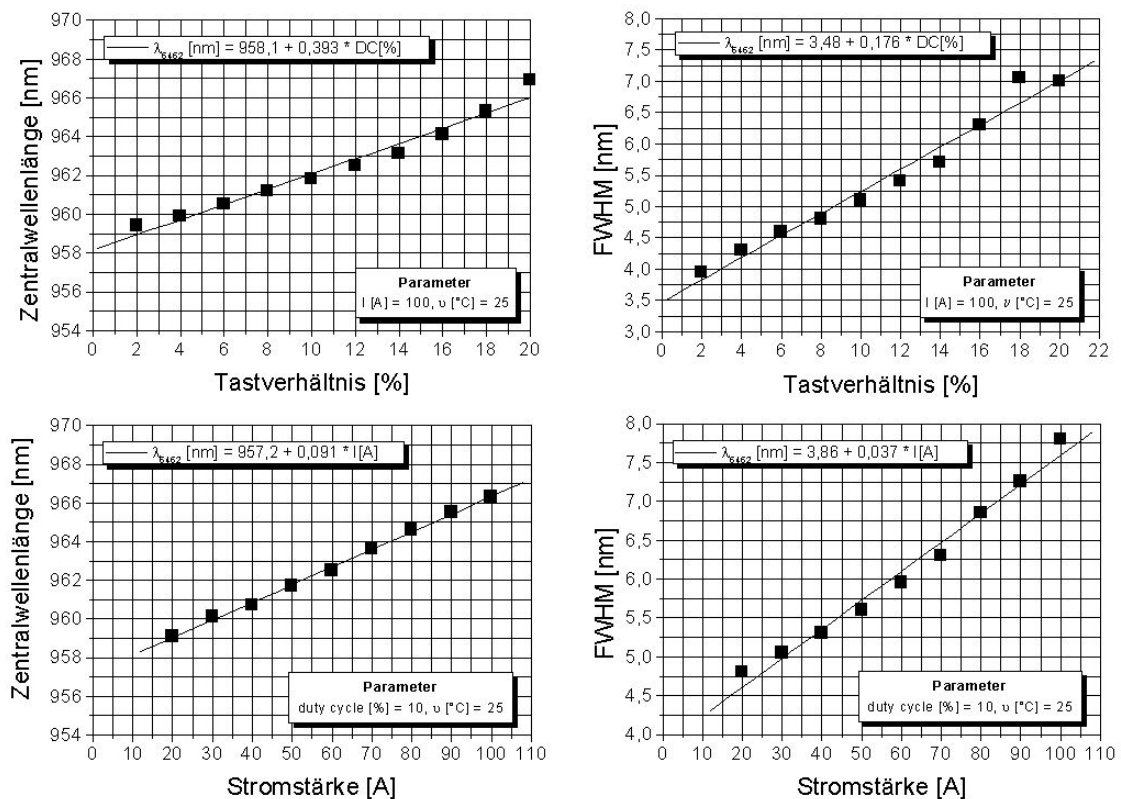 Zentralwellenlänge [nm]
970
968
966
964
962
960
958
956
954
λ5462 [nm] = 958,1 + 0,393 * DC[%]
Parameter
I [A] = 100, υ [°C] = 25
0 2 4 6 8 10 12 14 16 18 20
Tastverhältnis [%]
FWHM [nm]
8,0
7,5
7,0
6,5
6,0
5,5
5,0
4,5
4,0
3,5
3,0
λ5462 [nm] = 3,48 + 0,176 * DC[%]
Parameter
I [A] = 100, ν [°C] = 25
0 2 4 6 8 10 12 14 16 18 20 22
Tastverhältnis [%]
Zentralwellenlänge [nm]
970
968
966
964
962
960
958
956
954
λ5462 [nm] = 957,2 + 0,091 * I[A]
Parameter
duty cycle [%] = 10, υ [°C] = 25
0 10 20 30 40 50 60 70 80 90 100 110
Stromstärke [A]
FWHM [nm]
8,0
7,5
7,0
6,5
6,0
5,5
5,0
4,5
4,0
λ5462 [nm] = 3,86 + 0,037 * I[A]
Parameter
duty cycle [%] = 10, υ [°C] = 25
0 10 20 30 40 50 60 70 80 90 100 110
Stromstärke [A]